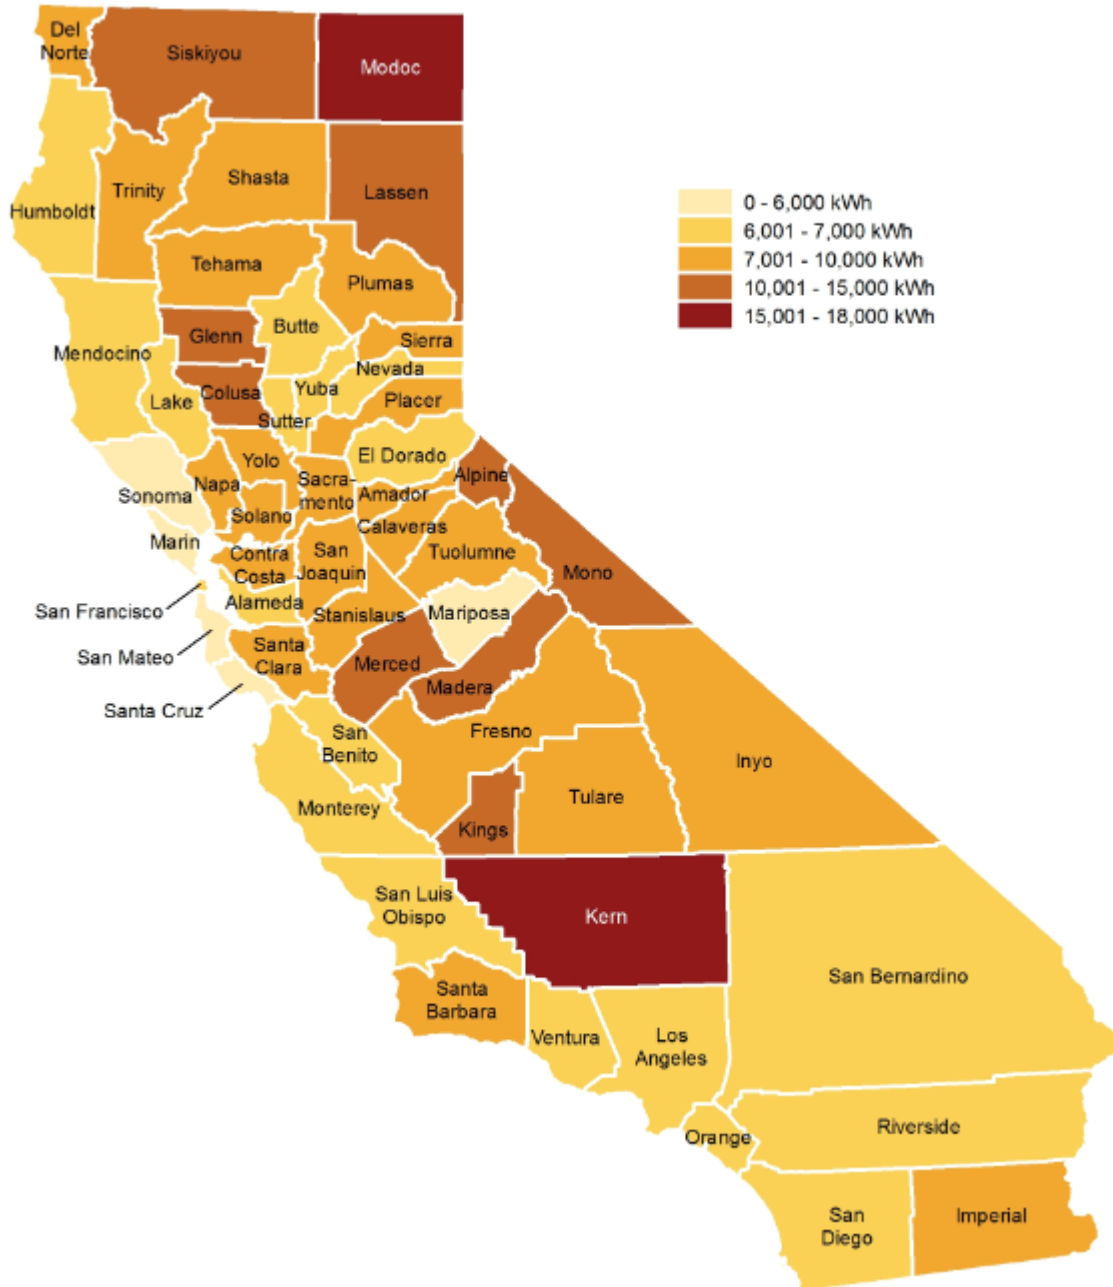 Del
Norte
Siskiyou
Modoc
Humboldt
Trinity
Shasta
Lassen
0 - 6,000 kWh
6,001 - 7,000 kWh
7,001 - 10,000 kWh
10,001 - 15,000 kWh
15,001 - 18,000 kWh
Tehama
Plumas
Mendocino
Glenn
Butte
Sierra
Lake
Colusa
Sutter
Yuba
Nevada
Placer
Sonoma
Napa
Yolo
Sacra-
mento
El Dorado
Alpine
Amador
Solano
Calaveras
Marin
Contra
Costa
San
Joaquin
Tuolumne
Mono
San Francisco
Alameda
Stanislaus
Mariposa
San Mateo
Santa
Clara
Merced
Madera
Santa Cruz
San
Benito
Fresno
Inyo
Monterey
Kings
Tulare
San Luis
Obispo
Kern
San Bernardino
Santa
Barbara
Ventura
Los
Angeles
Orange
Riverside
San
Diego
Imperial